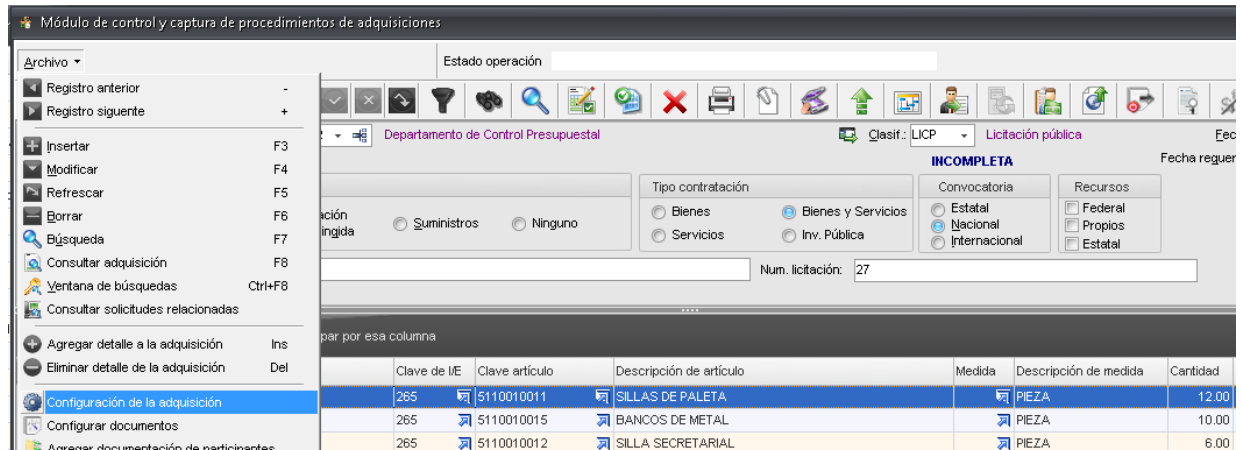 Módulo de control y captura de procedimientos de adquisiciones
Archivo
Estado operación
Registro anterior -
Registro siguente +
Insertar F3
Modificar F4
Refrescar F5
Borrar F6
Búsqueda F7
Consultar adquisición F8
Ventana de búsquedas Ctrl+F8
Consultar solicitudes relacionadas
Agregar detalle a la adquisición Ins
Eliminar detalle de la adquisición Del
Configuración de la adquisición
Configurar documentos
Agregar documentación de participantes
Departamento de Control Presupuestal
Clasif.: LICP Licitación pública
INCOMPLETA
Suministros Ninguno
Tipo contratación
Bienes Bienes y Servicios
Servicios Inv. Pública
Convocatoria
Estatal
Nacional
Internacional
Recursos
Federal
Propios
Estatal
Num. licitación: 27
par por esa columna
Clave de I/E Clave artículo Descripción de artículo Medida Descripción de medida Cantidad
265 5110010011 SILLAS DE PALETA PIEZA 12.00
265 5110010015 BANCOS DE METAL PIEZA 10.00
265 5110010012 SILLA SECRETARIAL PIEZA 6.00